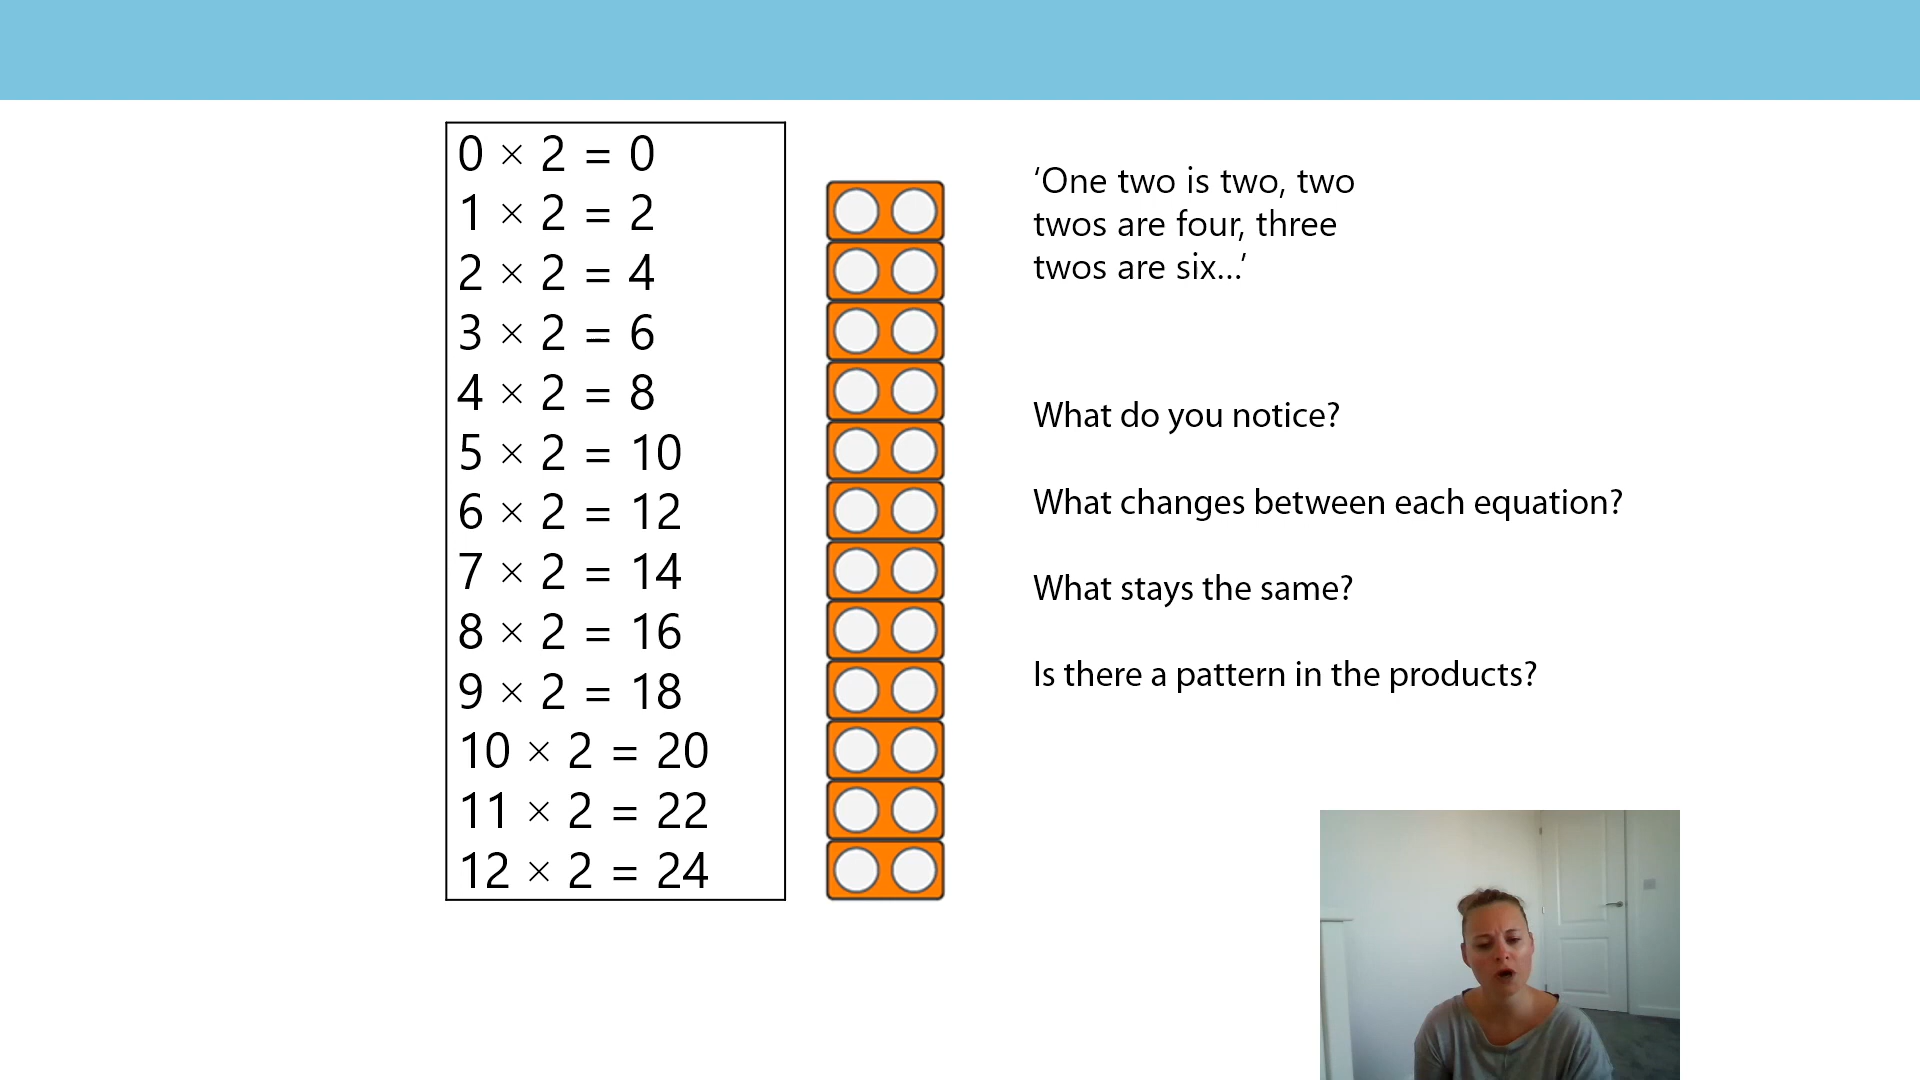 0 × 2 = 0
1 × 2 = 2
2 × 2 = 4
3 × 2 = 6
4 × 2 = 8
5 × 2 = 10
6 × 2 = 12
7 × 2 = 14
8 × 2 = 16
9 × 2 = 18
10 × 2 = 20
11 × 2 = 22
12 × 2 = 24
‘One two is two, two
twos are four, three
twos are six...’
What do you notice?
What changes between each equation?
What stays the same?
Is there a pattern in the products?